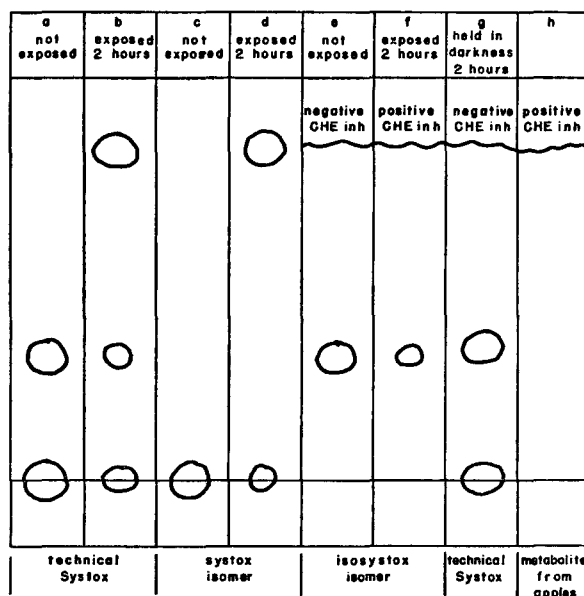 a
not
exposed
b
exposed
2 hours
c
not
exposed
d
exposed
2 hours
e
not
exposed
f
exposed
2 hours
g
held in
darkness
2 hours
h
negative
CHE inh
positive
CHE inh
negative
CHE inh
positive
CHE inh
technical
Systox
systox
isomer
isosystox
isomer
technical
Systox
metabolite
from
apples